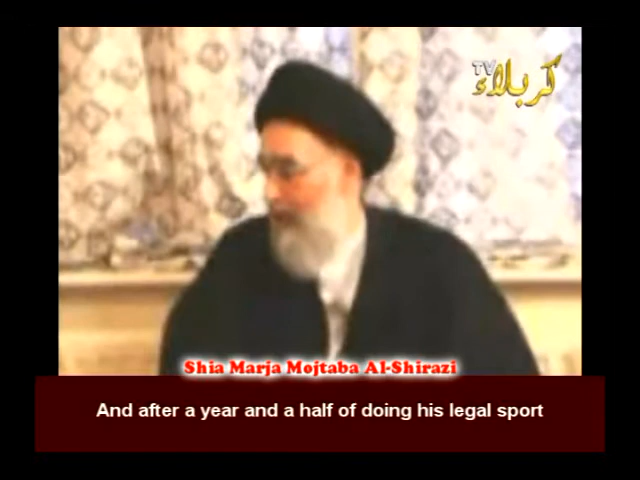 كربلاء
TV
Shia Marja Mojtaba Al-Shirazi
And after a year and a half of doing his legal sport